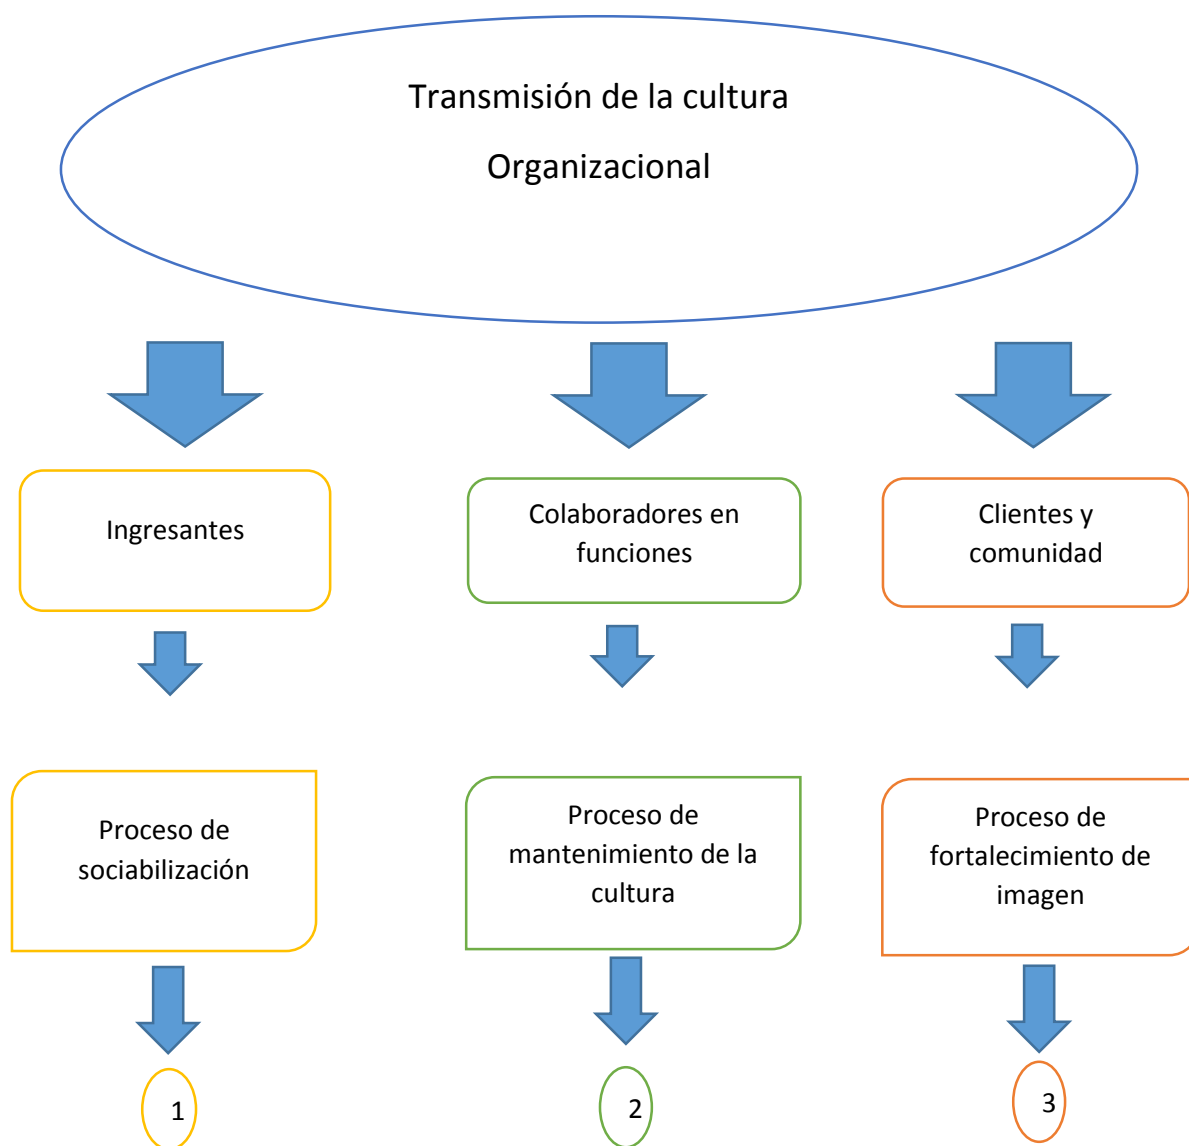 Transmisión de la cultura
Organizacional
Ingresantes
Colaboradores en
funciones
Clientes y
comunidad
Proceso de
sociabilización
Proceso de
mantenimiento de la
cultura
Proceso de
fortalecimiento de
imagen
1
2
3